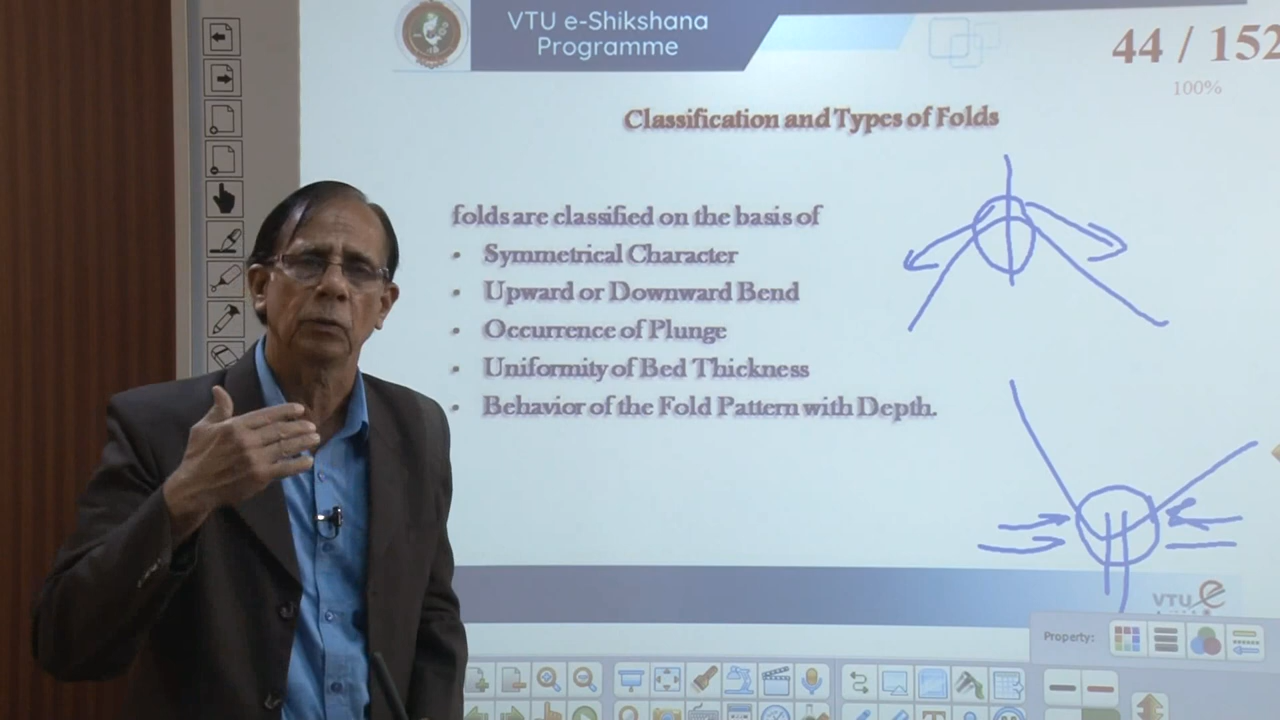 VTU e-Shikshana
Programme
44 / 152
100%
Classification and Types of Folds
folds are classified on the basis of
• Symmetrical Character
• Upward or Downward Bend
• Occurrence of Plunge
• Uniformity of Bed Thickness
• Behavior of the Fold Pattern with Depth.
VTU e
Property: